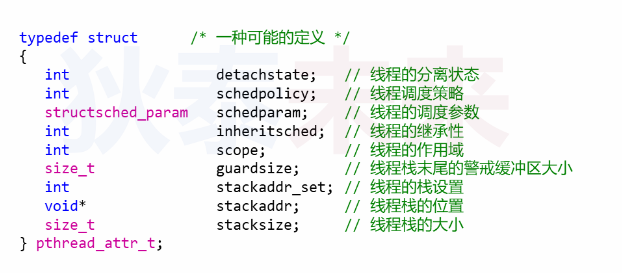 typedef struct /* 一种可能的定义 */
{
int detachstate; // 线程的分离状态
int schedpolicy; // 线程调度策略
structsched_param schedparam; // 线程的调度参数
int inheritsched; // 线程的继承性
int scope; // 线程的作用域
size_t guardsize; // 线程栈末尾的警戒缓冲区大小
int stackaddr_set; // 线程的栈设置
void* stackaddr; // 线程栈的位置
size_t stacksize; // 线程栈的大小
} pthread_attr_t;
狄泰未来